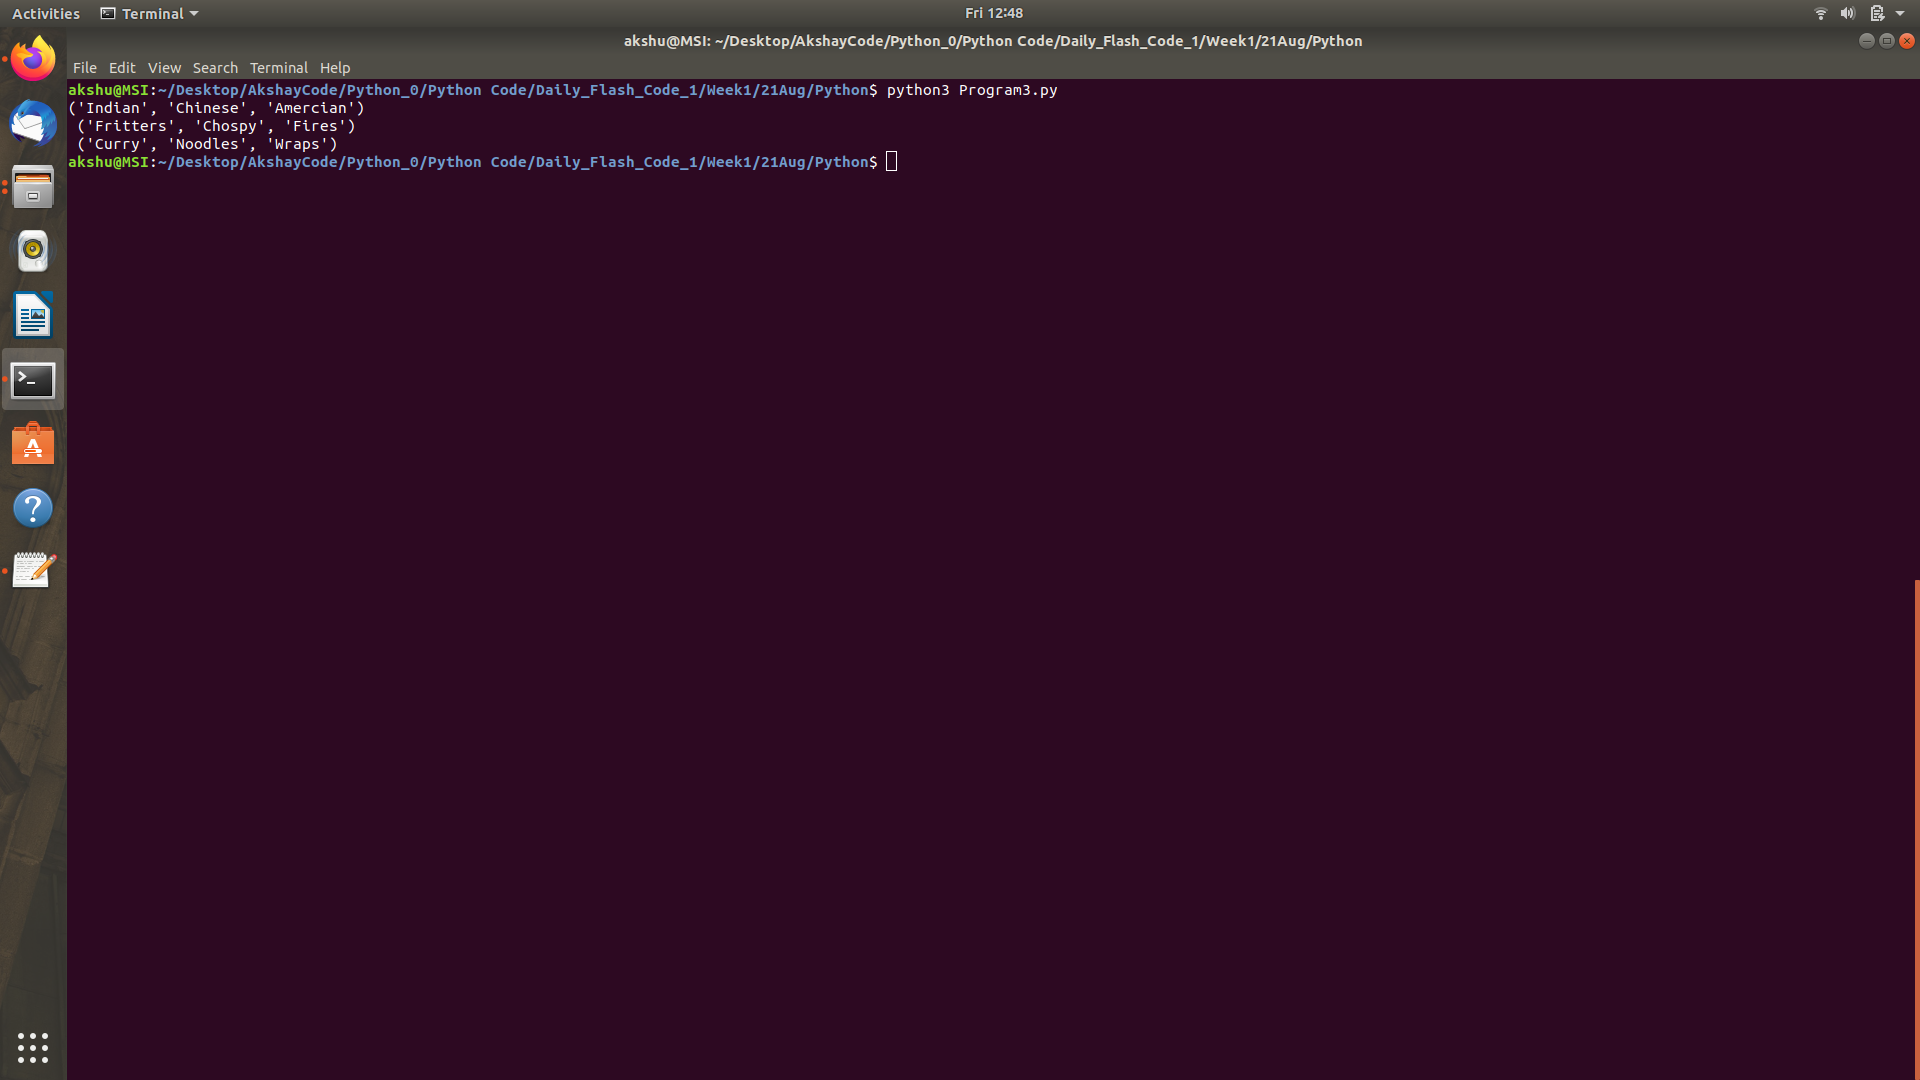 Activities Terminal Fri 12:48
akshu@MSI: ~/Desktop/AkshayCode/Python_0/Python Code/Daily_Flash_Code_1/Week1/21Aug/Python
File Edit View Search Terminal Help
akshu@MSI:~/Desktop/AkshayCode/Python_0/Python Code/Daily_Flash_Code_1/Week1/21Aug/Python$ python3 Program3.py
('Indian', 'Chinese', 'Amercian')
('Fritters', 'Chospy', 'Fires')
('Curry', 'Noodles', 'Wraps')
akshu@MSI:~/Desktop/AkshayCode/Python_0/Python Code/Daily_Flash_Code_1/Week1/21Aug/Python$